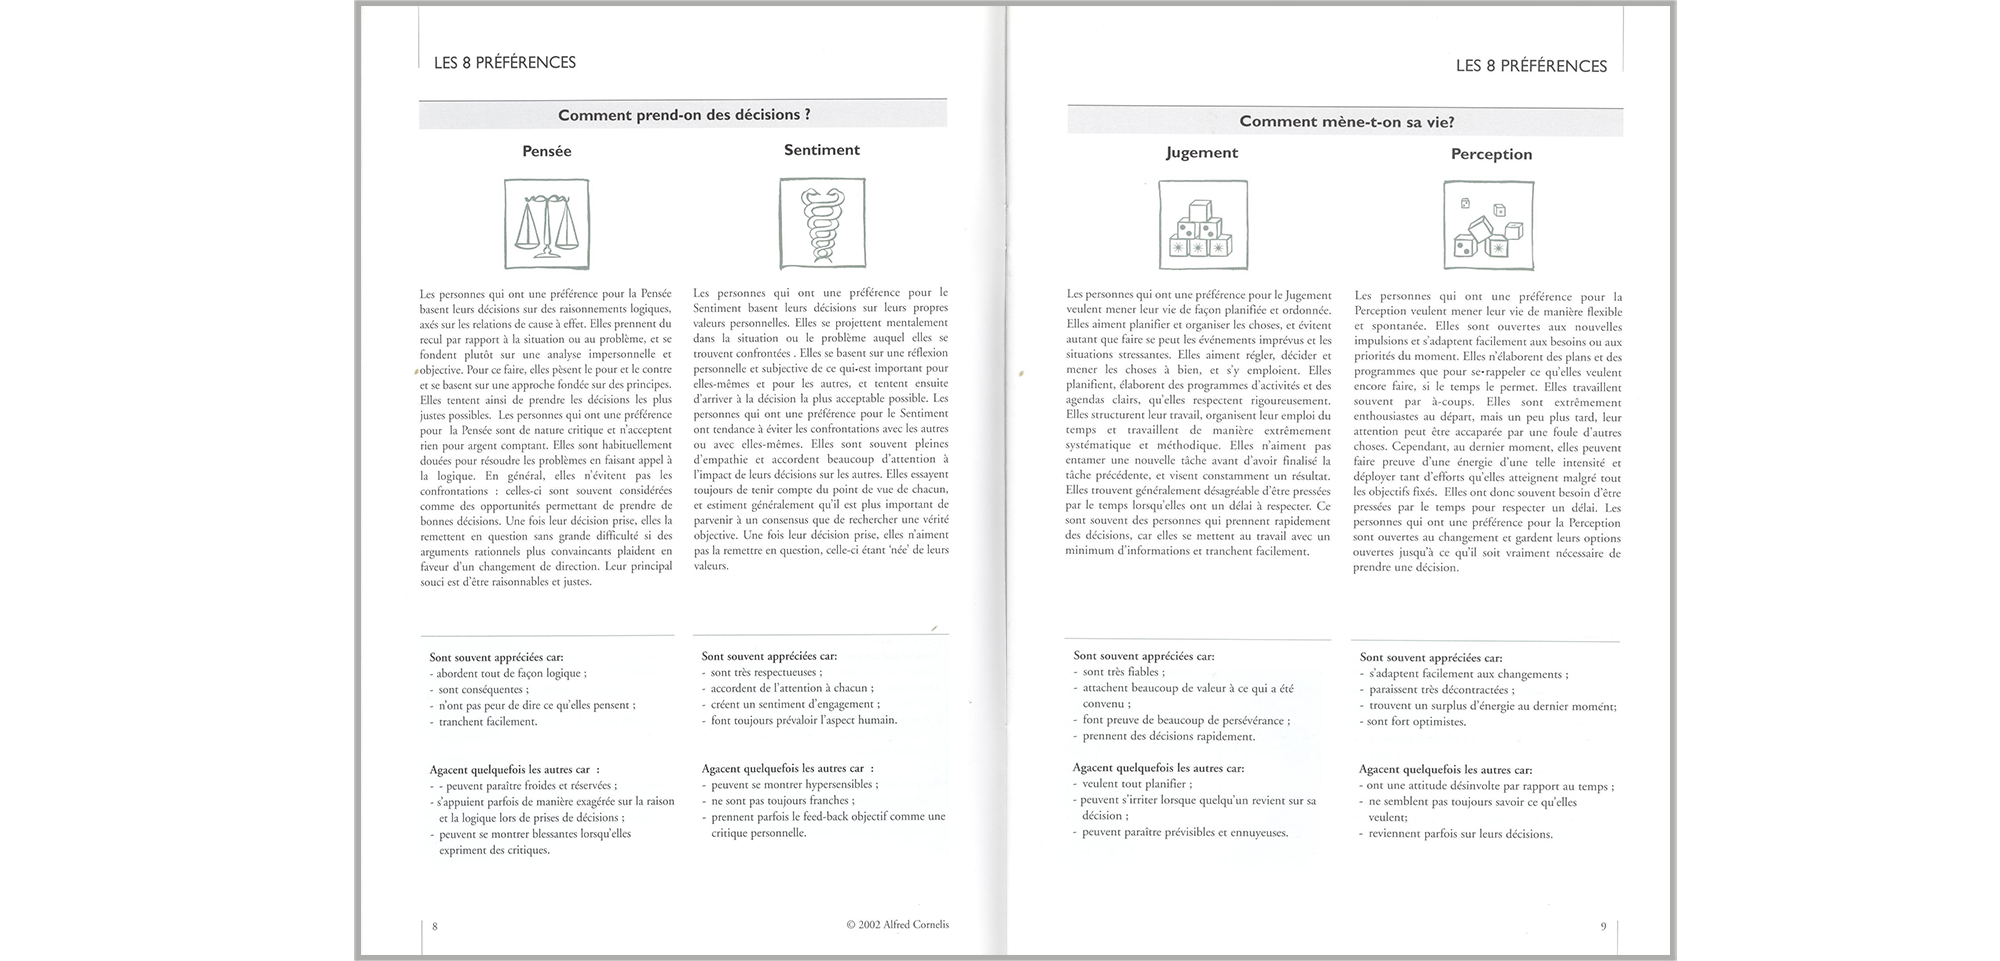 LES 8 PRÉFÉRENCES
Comment prend-on des décisions ?
Pensée
Les personnes qui ont une préférence pour la Pensée
basent leurs décisions sur des raisonnements logiques,
axés sur les relations de cause à effet. Elles prennent du
recul par rapport à la situation ou au problème, et se
fondent plutôt sur une analyse impersonnelle et
objective. Pour ce faire, elles pèsent le pour et le contre
et se basent sur une approche fondée sur des principes.
Elles tentent ainsi de prendre les décisions les plus
justes possibles. Les personnes qui ont une préférence
pour la Pensée sont de nature critique et n'acceptent
rien pour argent comptant. Elles sont habituellement
douées pour résoudre les problèmes en faisant appel à
la logique. En général, elles n'évitent pas les
confrontations : celles-ci sont souvent considérées
comme des opportunités permettant de prendre de
bonnes décisions. Une fois leur décision prise, elles la
remettent en question sans grande difficulté si des
arguments rationnels plus convaincants plaident en
faveur d'un changement de direction. Leur principal
souci est d'être raisonnables et justes.
Sont souvent appréciées car:
- abordent tout de façon logique ;
- sont conséquentes ;
- n'ont pas peur de dire ce qu'elles pensent ;
- tranchent facilement.
Agacent quelquefois les autres car :
- - peuvent paraître froides et réservées ;
- s'appuient parfois de manière exagérée sur la raison
et la logique lors de prises de décisions ;
- peuvent se montrer blessantes lorsqu'elles
expriment des critiques.
Sentiment
Les personnes qui ont une préférence pour le
Sentiment basent leurs décisions sur leurs propres
valeurs personnelles. Elles se projettent mentalement
dans la situation ou le problème auquel elles se
trouvent confrontées . Elles se basent sur une réflexion
personnelle et subjective de ce qui est important pour
elles-mêmes et pour les autres, et tentent ensuite
d'arriver à la décision la plus acceptable possible. Les
personnes qui ont une préférence pour le Sentiment
ont tendance à éviter les confrontations avec les autres
ou avec elles-mêmes. Elles sont souvent pleines
d'empathie et accordent beaucoup d'attention à
l'impact de leurs décisions sur les autres. Elles essayent
toujours de tenir compte du point de vue de chacun,
et estiment généralement qu'il est plus important de
parvenir à un consensus que de rechercher une vérité
objective. Une fois leur décision prise, elles n'aiment
pas la remettre en question, celle-ci étant 'née' de leurs
valeurs.
Sont souvent appréciées car:
- sont très respectueuses ;
- accordent de l'attention à chacun ;
- créent un sentiment d'engagement ;
- font toujours prévaloir l'aspect humain.
Agacent quelquefois les autres car :
- peuvent se montrer hypersensibles ;
- ne sont pas toujours franches ;
- prennent parfois le feed-back objectif comme une
critique personnelle.
8
© 2002 Alfred Cornelis
LES 8 PRÉFÉRENCES
Comment mène-t-on sa vie?
Jugement
Les personnes qui ont une préférence pour le Jugement
veulent mener leur vie de façon planifiée et ordonnée.
Elles aiment planifier et organiser les choses, et évitent
autant que faire se peut les événements imprévus et les
situations stressantes. Elles aiment régler, décider et
mener les choses à bien, et s'y emploient. Elles
planifient, élaborent des programmes d'activités et des
agendas clairs, qu'elles respectent rigoureusement.
Elles structurent leur travail, organisent leur emploi du
temps et travaillent de manière extrêmement
systématique et méthodique. Elles n'aiment pas
entamer une nouvelle tâche avant d'avoir finalisé la
tâche précédente, et visent constamment un résultat.
Elles trouvent généralement désagréable d'être pressées
par le temps lorsqu'elles ont un délai à respecter. Ce
sont souvent des personnes qui prennent rapidement
des décisions, car elles se mettent au travail avec un
minimum d'informations et tranchent facilement.
Sont souvent appréciées car:
- sont très fiables ;
- attachent beaucoup de valeur à ce qui a été
convenu ;
- font preuve de beaucoup de persévérance ;
- prennent des décisions rapidement.
Agacent quelquefois les autres car:
- veulent tout planifier ;
- peuvent s'irriter lorsque quelqu'un revient sur sa
décision ;
- peuvent paraître prévisibles et ennuyeuses.
Perception
Les personnes qui ont une préférence pour la
Perception veulent mener leur vie de manière flexible
et spontanée. Elles sont ouvertes aux nouvelles
impulsions et s'adaptent facilement aux besoins ou aux
priorités du moment. Elles n'élaborent des plans et des
programmes que pour se rappeler ce qu'elles veulent
encore faire, si le temps le permet. Elles travaillent
souvent par à-coups. Elles sont extrêmement
enthousiastes au départ, mais un peu plus tard, leur
attention peut être accaparée par une foule d'autres
choses. Cependant, au dernier moment, elles peuvent
faire preuve d'une énergie d'une telle intensité et
déployer tant d'efforts qu'elles atteignent malgré tout
les objectifs fixés. Elles ont donc souvent besoin d'être
pressées par le temps pour respecter un délai. Les
personnes qui ont une préférence pour la Perception
sont ouvertes au changement et gardent leurs options
ouvertes jusqu'à ce qu'il soit vraiment nécessaire de
prendre une décision.
Sont souvent appréciées car:
- s'adaptent facilement aux changements ;
- paraissent très décontractées ;
- trouvent un surplus d'énergie au dernier moment;
- sont fort optimistes.
Agacent quelquefois les autres car:
- ont une attitude désinvolte par rapport au temps ;
- ne semblent pas toujours savoir ce qu'elles
veulent;
- reviennent parfois sur leurs décisions.
9